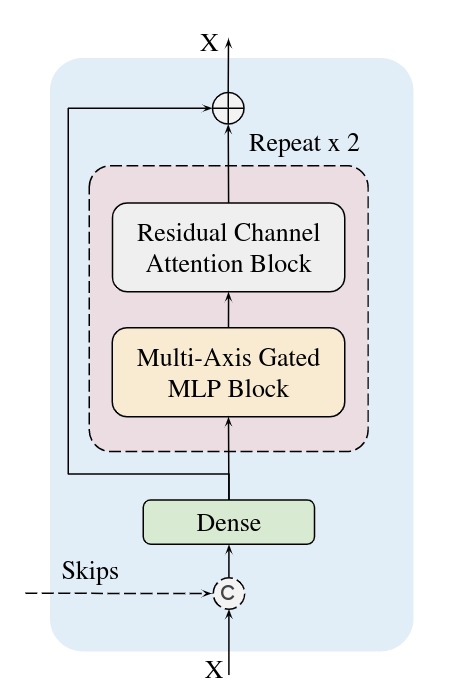 X
Repeat x 2
Residual Channel
Attention Block
Multi-Axis Gated
MLP Block
Dense
Skips
C
X